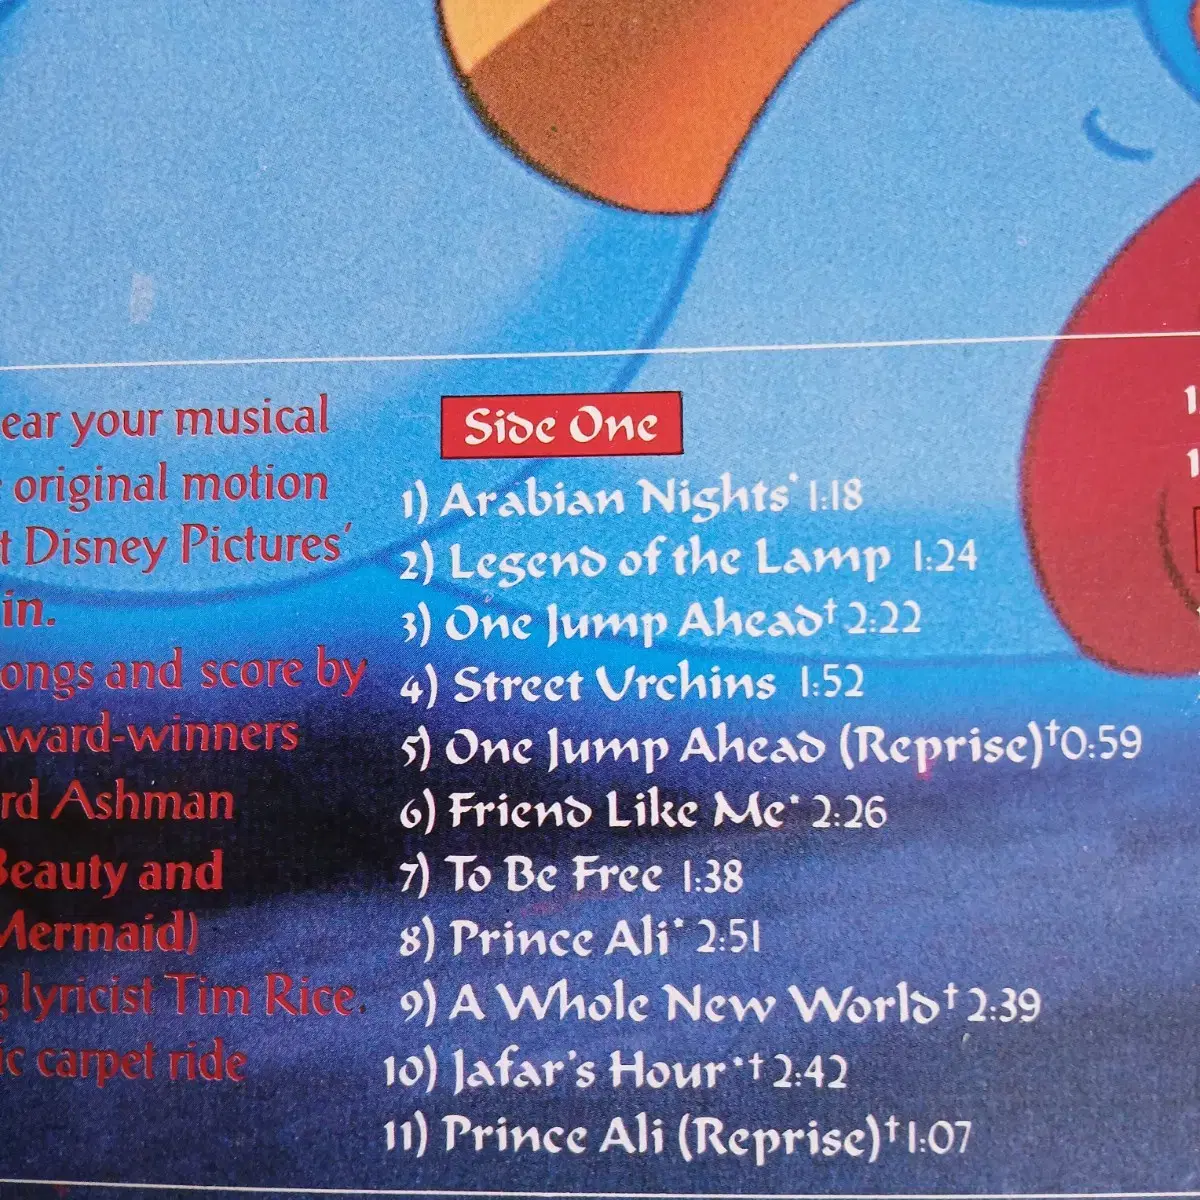 ear your musical
original motion
t Disney Pictures'
in.
ongs and score by
Award-winners
rd Ashman
Beauty and
Mermaid)
g lyricist Tim Rice.
ic carpet ride
Side One
1) Arabian Nights* 1:18
2) Legend of the Lamp 1:24
3) One Jump Ahead† 2:22
4) Street Urchins 1:52
5) One Jump Ahead (Reprise)† 0:59
6) Friend Like Me* 2:26
7) To Be Free 1:38
8) Prince Ali* 2:51
9) A Whole New World† 2:39
10) Jafar's Hour*† 2:42
11) Prince Ali (Reprise)† 1:07
1
1